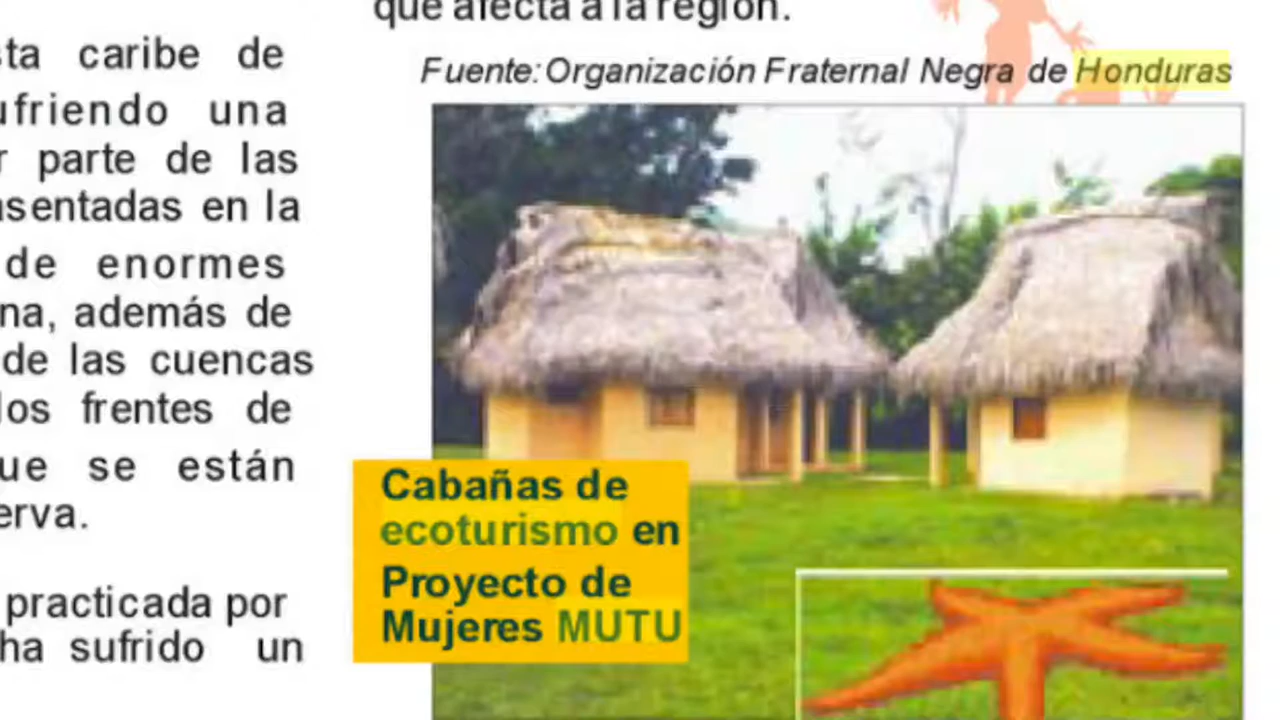 sta caribe de
ufriendo una
r parte de las
asentadas en la
de enormes
na, además de
de las cuencas
los frentes de
ue se están
erva.
practicada por
ha sufrido un
que afecta a la región.
Fuente: Organización Fraternal Negra de Honduras
Cabañas de
ecoturismo en
Proyecto de
Mujeres MUTU